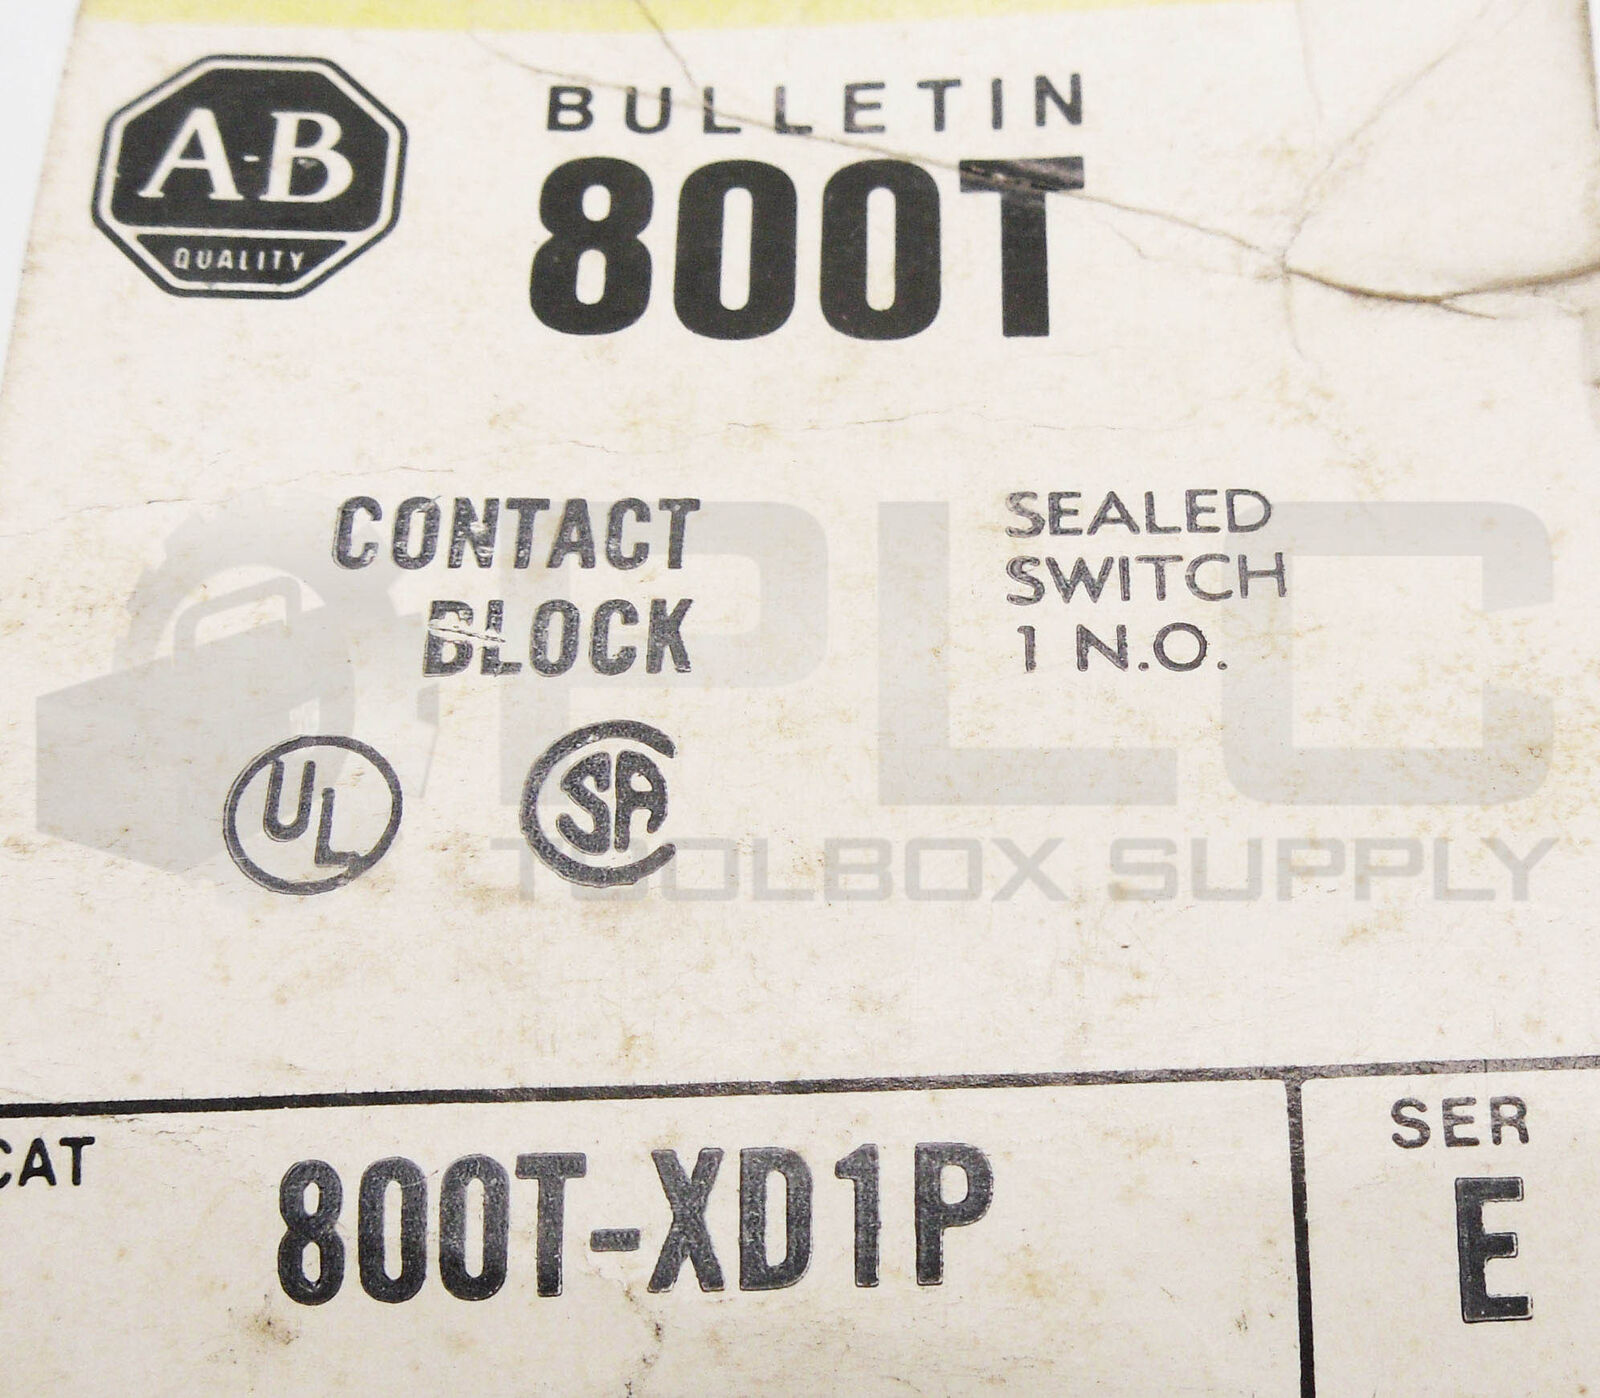 A-B
QUALITY
BULLETIN
800T
CONTACT
BLOCK
SEALED
SWITCH
1 N.O.
UL
SA
PLC
TOOLBOX SUPPLY
CAT
800T-XD1P
SER
E